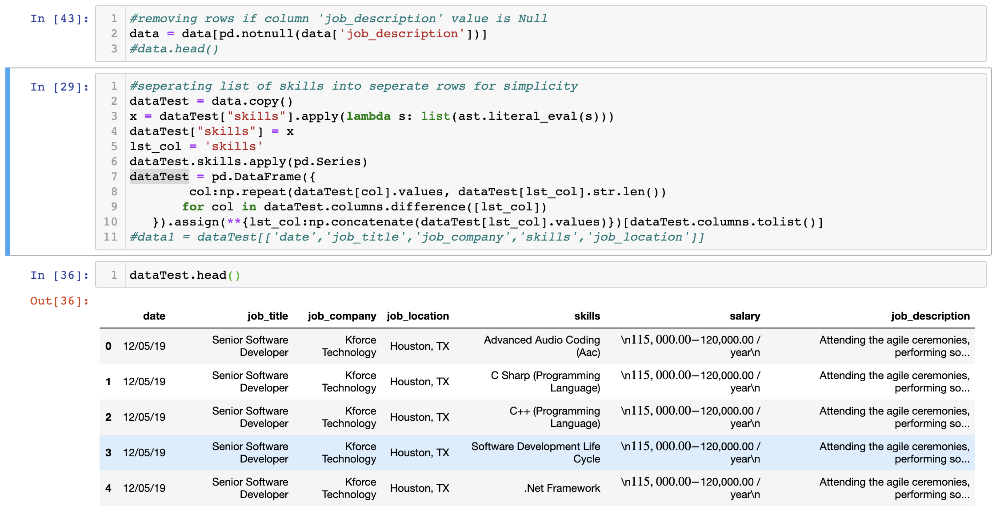 In [43]:
1 #removing rows if column 'job_description' value is Null
2 data = data[pd.notnull(data['job_description'])]
3 #data.head()
In [29]:
1 #seperating list of skills into seperate rows for simplicity
2 dataTest = data.copy()
3 x = dataTest["skills"].apply(lambda s: list(ast.literal_eval(s)))
4 dataTest["skills"] = x
5 lst_col = 'skills'
6 dataTest.skills.apply(pd.Series)
7 dataTest = pd.DataFrame({
8         col:np.repeat(dataTest[col].values, dataTest[lst_col].str.len())
9        for col in dataTest.columns.difference([lst_col])
10    }).assign(**{lst_col:np.concatenate(dataTest[lst_col].values)})[dataTest.columns.tolist()]
11 #data1 = dataTest[['date','job_title','job_company','skills','job_location']]
In [36]:
1 dataTest.head()
Out[36]:
date job_title job_company job_location skills salary job_description
0 12/05/19 Senior Software Developer Kforce Technology Houston, TX Advanced Audio Coding (Aac) \n115, 000.00−120,000.00 / year\n Attending the agile ceremonies, performing so...
1 12/05/19 Senior Software Developer Kforce Technology Houston, TX C Sharp (Programming Language) \n115, 000.00−120,000.00 / year\n Attending the agile ceremonies, performing so...
2 12/05/19 Senior Software Developer Kforce Technology Houston, TX C++ (Programming Language) \n115, 000.00−120,000.00 / year\n Attending the agile ceremonies, performing so...
3 12/05/19 Senior Software Developer Kforce Technology Houston, TX Software Development Life Cycle \n115, 000.00−120,000.00 / year\n Attending the agile ceremonies, performing so...
4 12/05/19 Senior Software Developer Kforce Technology Houston, TX .Net Framework \n115, 000.00−120,000.00 / year\n Attending the agile ceremonies, performing so...